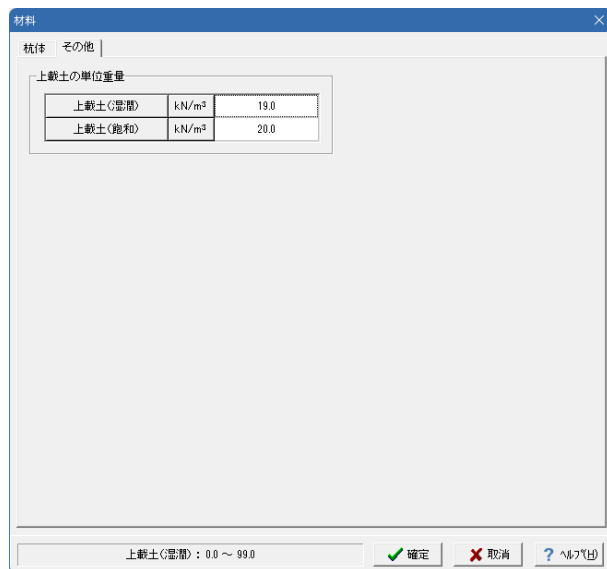 材料
杭体 その他
上載土の単位重量
上載土(湿潤) kN/m³ 19.0
上載土(飽和) kN/m³ 20.0
上載土(湿潤) : 0.0 ～ 99.0 確定 取消 ? ﾍﾙﾌﾟ(H)